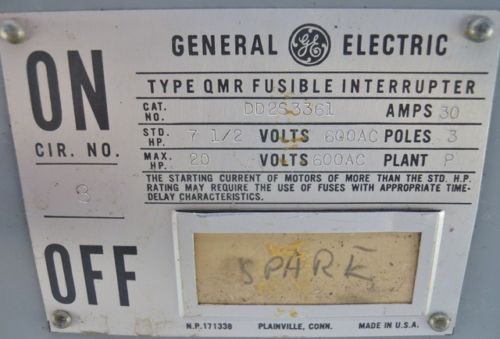 ON
CIR. NO.
8
OFF
GENERAL GE ELECTRIC
TYPE QMR FUSIBLE INTERRUPTER
CAT. NO. DD2S3361 AMPS 30
STD. HP. 7 1/2 VOLTS 600AC POLES 3
MAX. HP. 20 VOLTS 600AC PLANT P
THE STARTING CURRENT OF MOTORS OF MORE THAN THE STD. H.P.
RATING MAY REQUIRE THE USE OF FUSES WITH APPROPRIATE TIME-
DELAY CHARACTERISTICS.
SPARE
N.P. 171336 PLAINVILLE, CONN. MADE IN U.S.A.